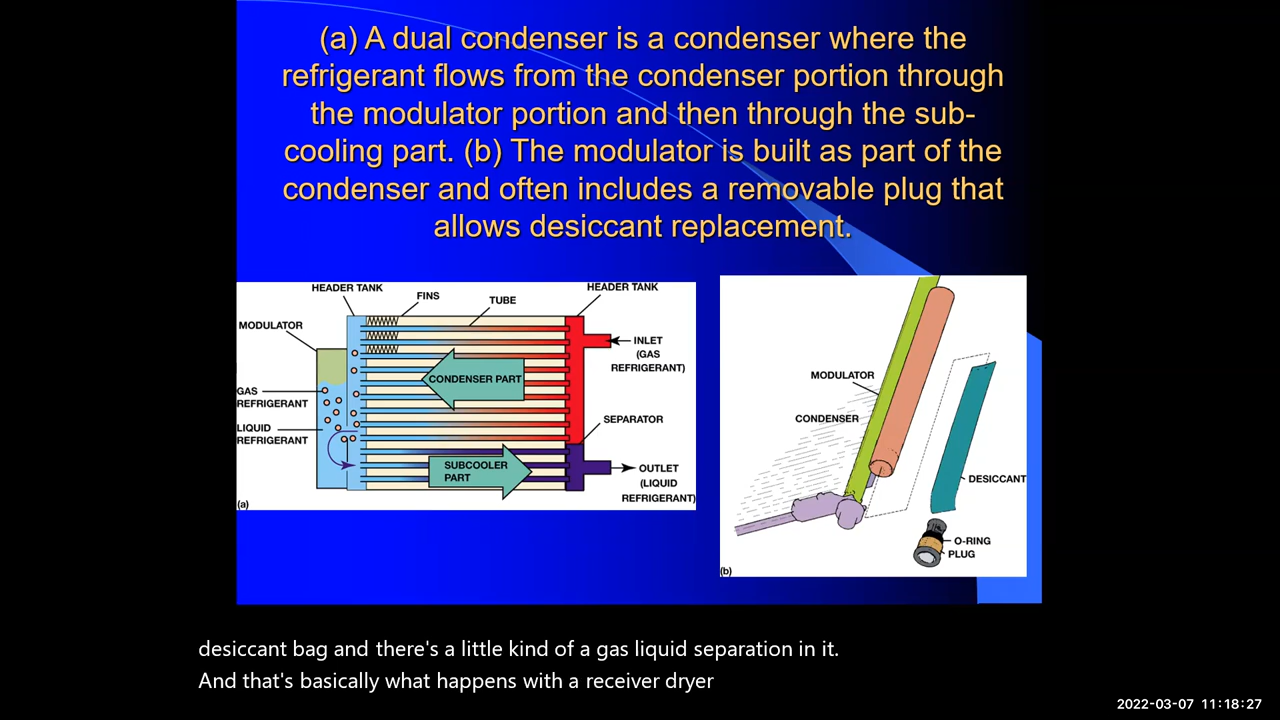 (a) A dual condenser is a condenser where the
refrigerant flows from the condenser portion through
the modulator portion and then through the sub-
cooling part. (b) The modulator is built as part of the
condenser and often includes a removable plug that
allows desiccant replacement.
HEADER TANK
FINS
TUBE
HEADER TANK
MODULATOR
INLET
(GAS
REFRIGERANT)
CONDENSER PART
GAS
REFRIGERANT
LIQUID
REFRIGERANT
SEPARATOR
SUBCOOLER
PART
OUTLET
(LIQUID
REFRIGERANT)
(a)
MODULATOR
CONDENSER
DESICCANT
O-RING
PLUG
(b)
desiccant bag and there's a little kind of a gas liquid separation in it.
And that's basically what happens with a receiver dryer
2022-03-07 11:18:27